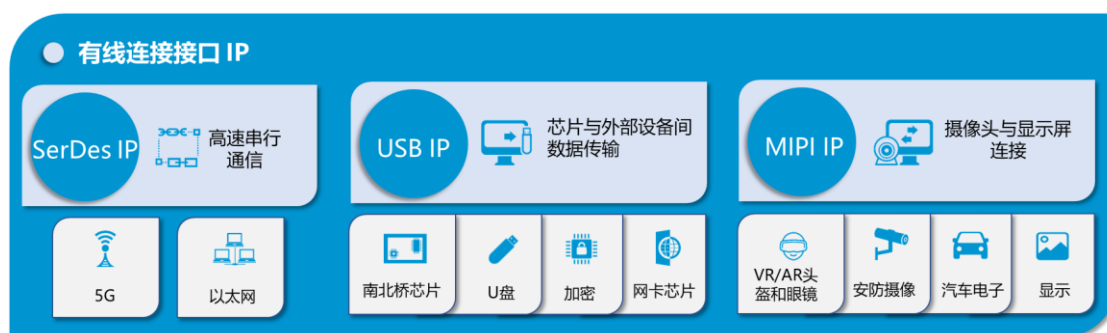 有线连接接口 IP
SerDes IP
高速串行
通信
USB IP
芯片与外部设备间
数据传输
MIPI IP
摄像头与显示屏
连接
5G
以太网
南北桥芯片
U盘
加密
网卡芯片
VR/AR头
盔和眼镜
安防摄像
汽车电子
显示